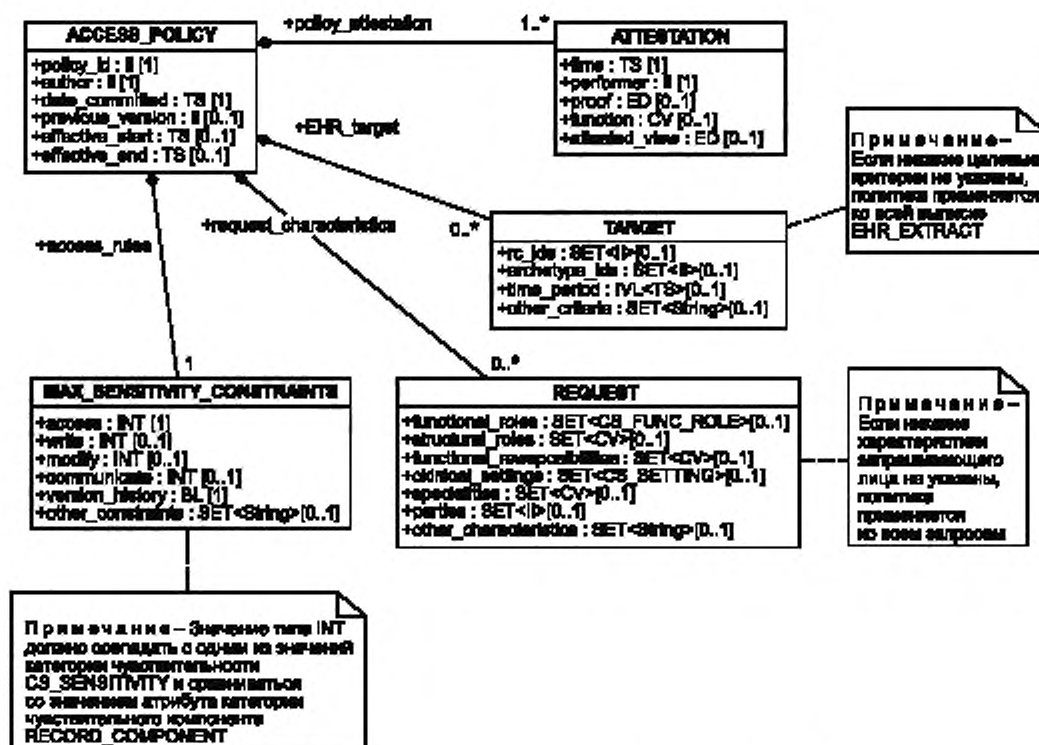 ACCESS_POLICY
+policy_id : II [1]
+author : II [1]
+date_committed : TS [1]
+previous_version : II [0..1]
+effective_start : TS [0..1]
+effective_end : TS [0..1]
+policy_attestation
1..*
ATTESTATION
+time : TS [1]
+performer : II [1]
+proof : ED [0..1]
+function : CV [0..1]
+attested_view : ED [0..1]
+EHR_target
0..*
Примечание –
Если никакие целевые
критерии не указаны,
политика применяется
ко всей выписке
EHR_EXTRACT
TARGET
+rc_ids : SET<II>[0..1]
+archetype_ids : SET<II>[0..1]
+time_period : IVL<TS>[0..1]
+other_criteria : SET<String>[0..1]
+request_characteristics
0..*
+access_rules
1
MAX_SENSITIVITY_CONSTRAINTS
+access : INT [1]
+write : INT [0..1]
+modify : INT [0..1]
+communicate : INT [0..1]
+version_history : BL [1]
+other_constraints : SET<String>[0..1]
REQUEST
+functional_roles : SET<CS_FUNC_ROLE>[0..1]
+structural_roles : SET<CV>[0..1]
+functional_responsibilities : SET<CV>[0..1]
+clinical_settings : SET<CS_SETTING>[0..1]
+specialties : SET<CV>[0..1]
+parties : SET<II>[0..1]
+other_characteristics : SET<String>[0..1]
Примечание –
Если никакие
характеристики
запрашивающего
лица не указаны,
политика
применяется
ко всем запросам
Примечание – Значение типа INT
должно совпадать с одним из значений
категории чувствительности
CS_SENSITIVITY и сравниваться
со значением атрибута категории
чувствительного компонента
RECORD_COMPONENT